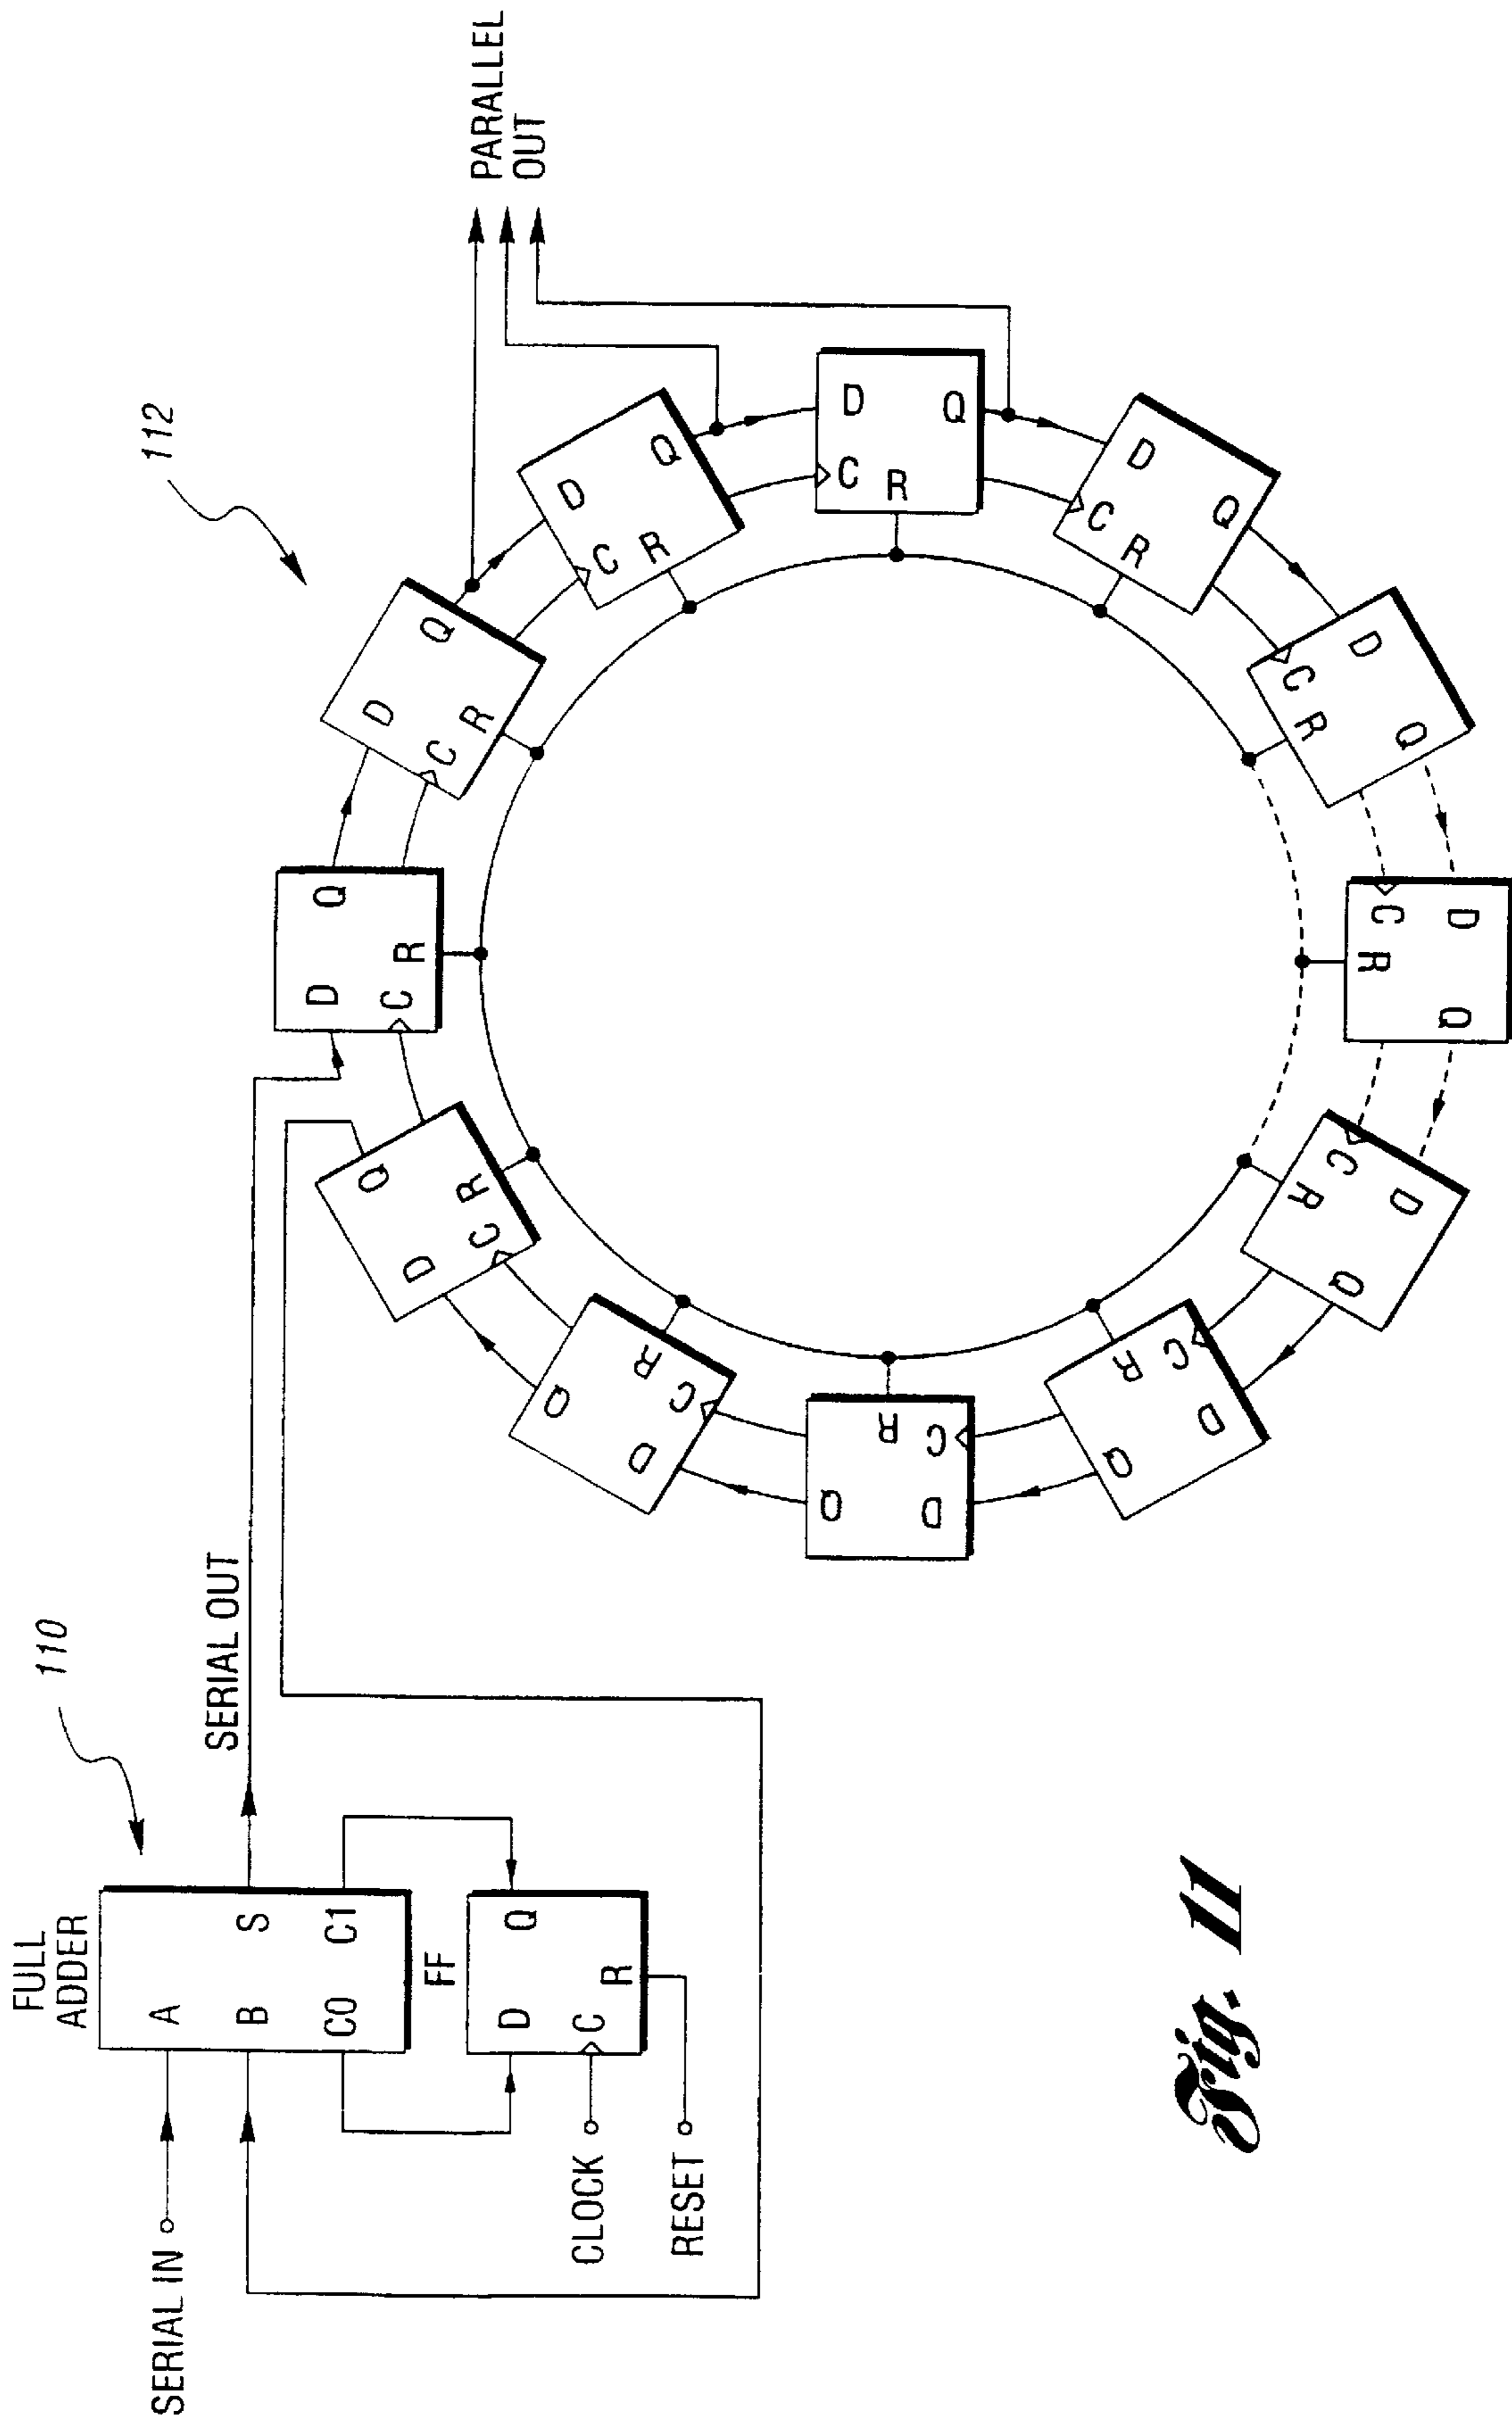 FULL
ADDER
110
SERIAL IN
A
B
C0
S
C1
SERIAL OUT
FF
D
Q
C
R
CLOCK
RESET
112
D
Q
C
R
D
Q
C
R
D
Q
C
R
D
Q
C
R
D
Q
C
R
D
Q
C
R
D
Q
C
R
D
Q
C
R
D
Q
C
R
D
Q
C
R
D
Q
C
R
D
Q
C
R
PARALLEL
OUT
Fig. 11